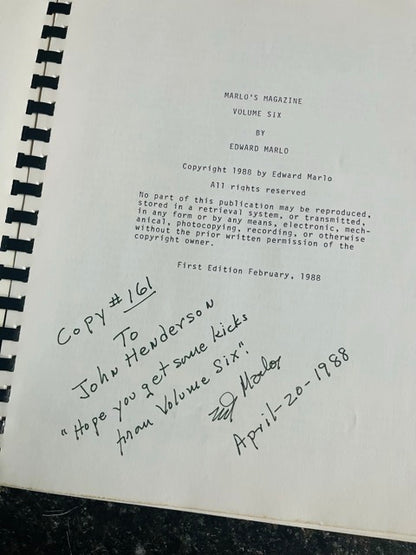 MARLO'S MAGAZINE
VOLUME SIX
BY
EDWARD MARLO
Copyright 1988 by Edward Marlo
All rights reserved
No part of this publication may be reproduced,
stored in a retrieval system, or transmitted,
in any form or by any means, electronic, mech-
anical, photocopying, recording, or otherwise
without the prior written permission of the
copyright owner.
First Edition February, 1988
Copy # 161
To
John Henderson
"Hope you get some kicks
from Volume Six".
Ed Marlo
April-20-1988